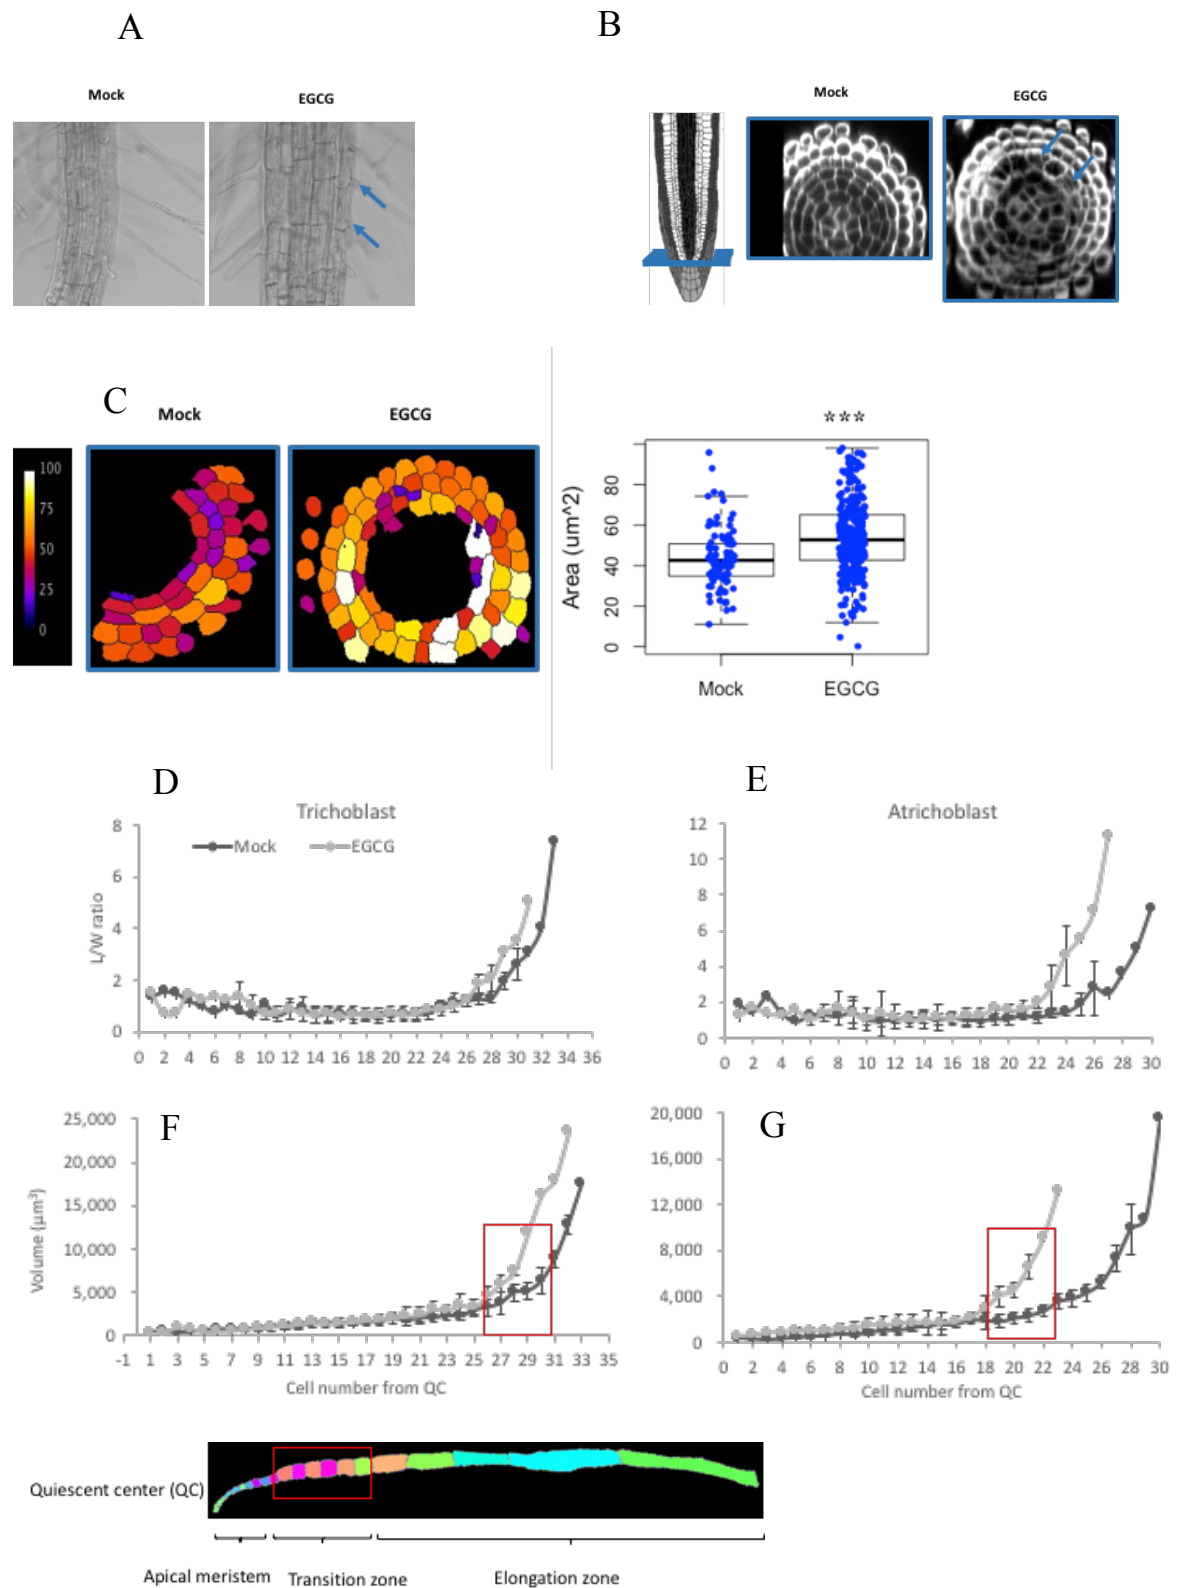 A
B
Mock
EGCG
Mock
EGCG
C
Mock
EGCG
100
75
50
25
0
***
Area (um^2)
80
60
40
20
0
Mock
EGCG
D
E
Trichoblast
Atrichoblast
Mock
EGCG
L/W ratio
8
6
4
2
0
0 2 4 6 8 10 12 14 16 18 20 22 24 26 28 30 32 34 36
12
10
8
6
4
2
0
0 2 4 6 8 10 12 14 16 18 20 22 24 26 28 30
F
G
Volume (µm³)
25,000
20,000
15,000
10,000
5,000
0
-1 1 3 5 7 9 11 13 15 17 19 21 23 25 27 29 31 33 35
Cell number from QC
20,000
16,000
12,000
8,000
4,000
0
0 2 4 6 8 10 12 14 16 18 20 22 24 26 28 30
Cell number from QC
Quiescent center (QC)
Apical meristem
Transition zone
Elongation zone